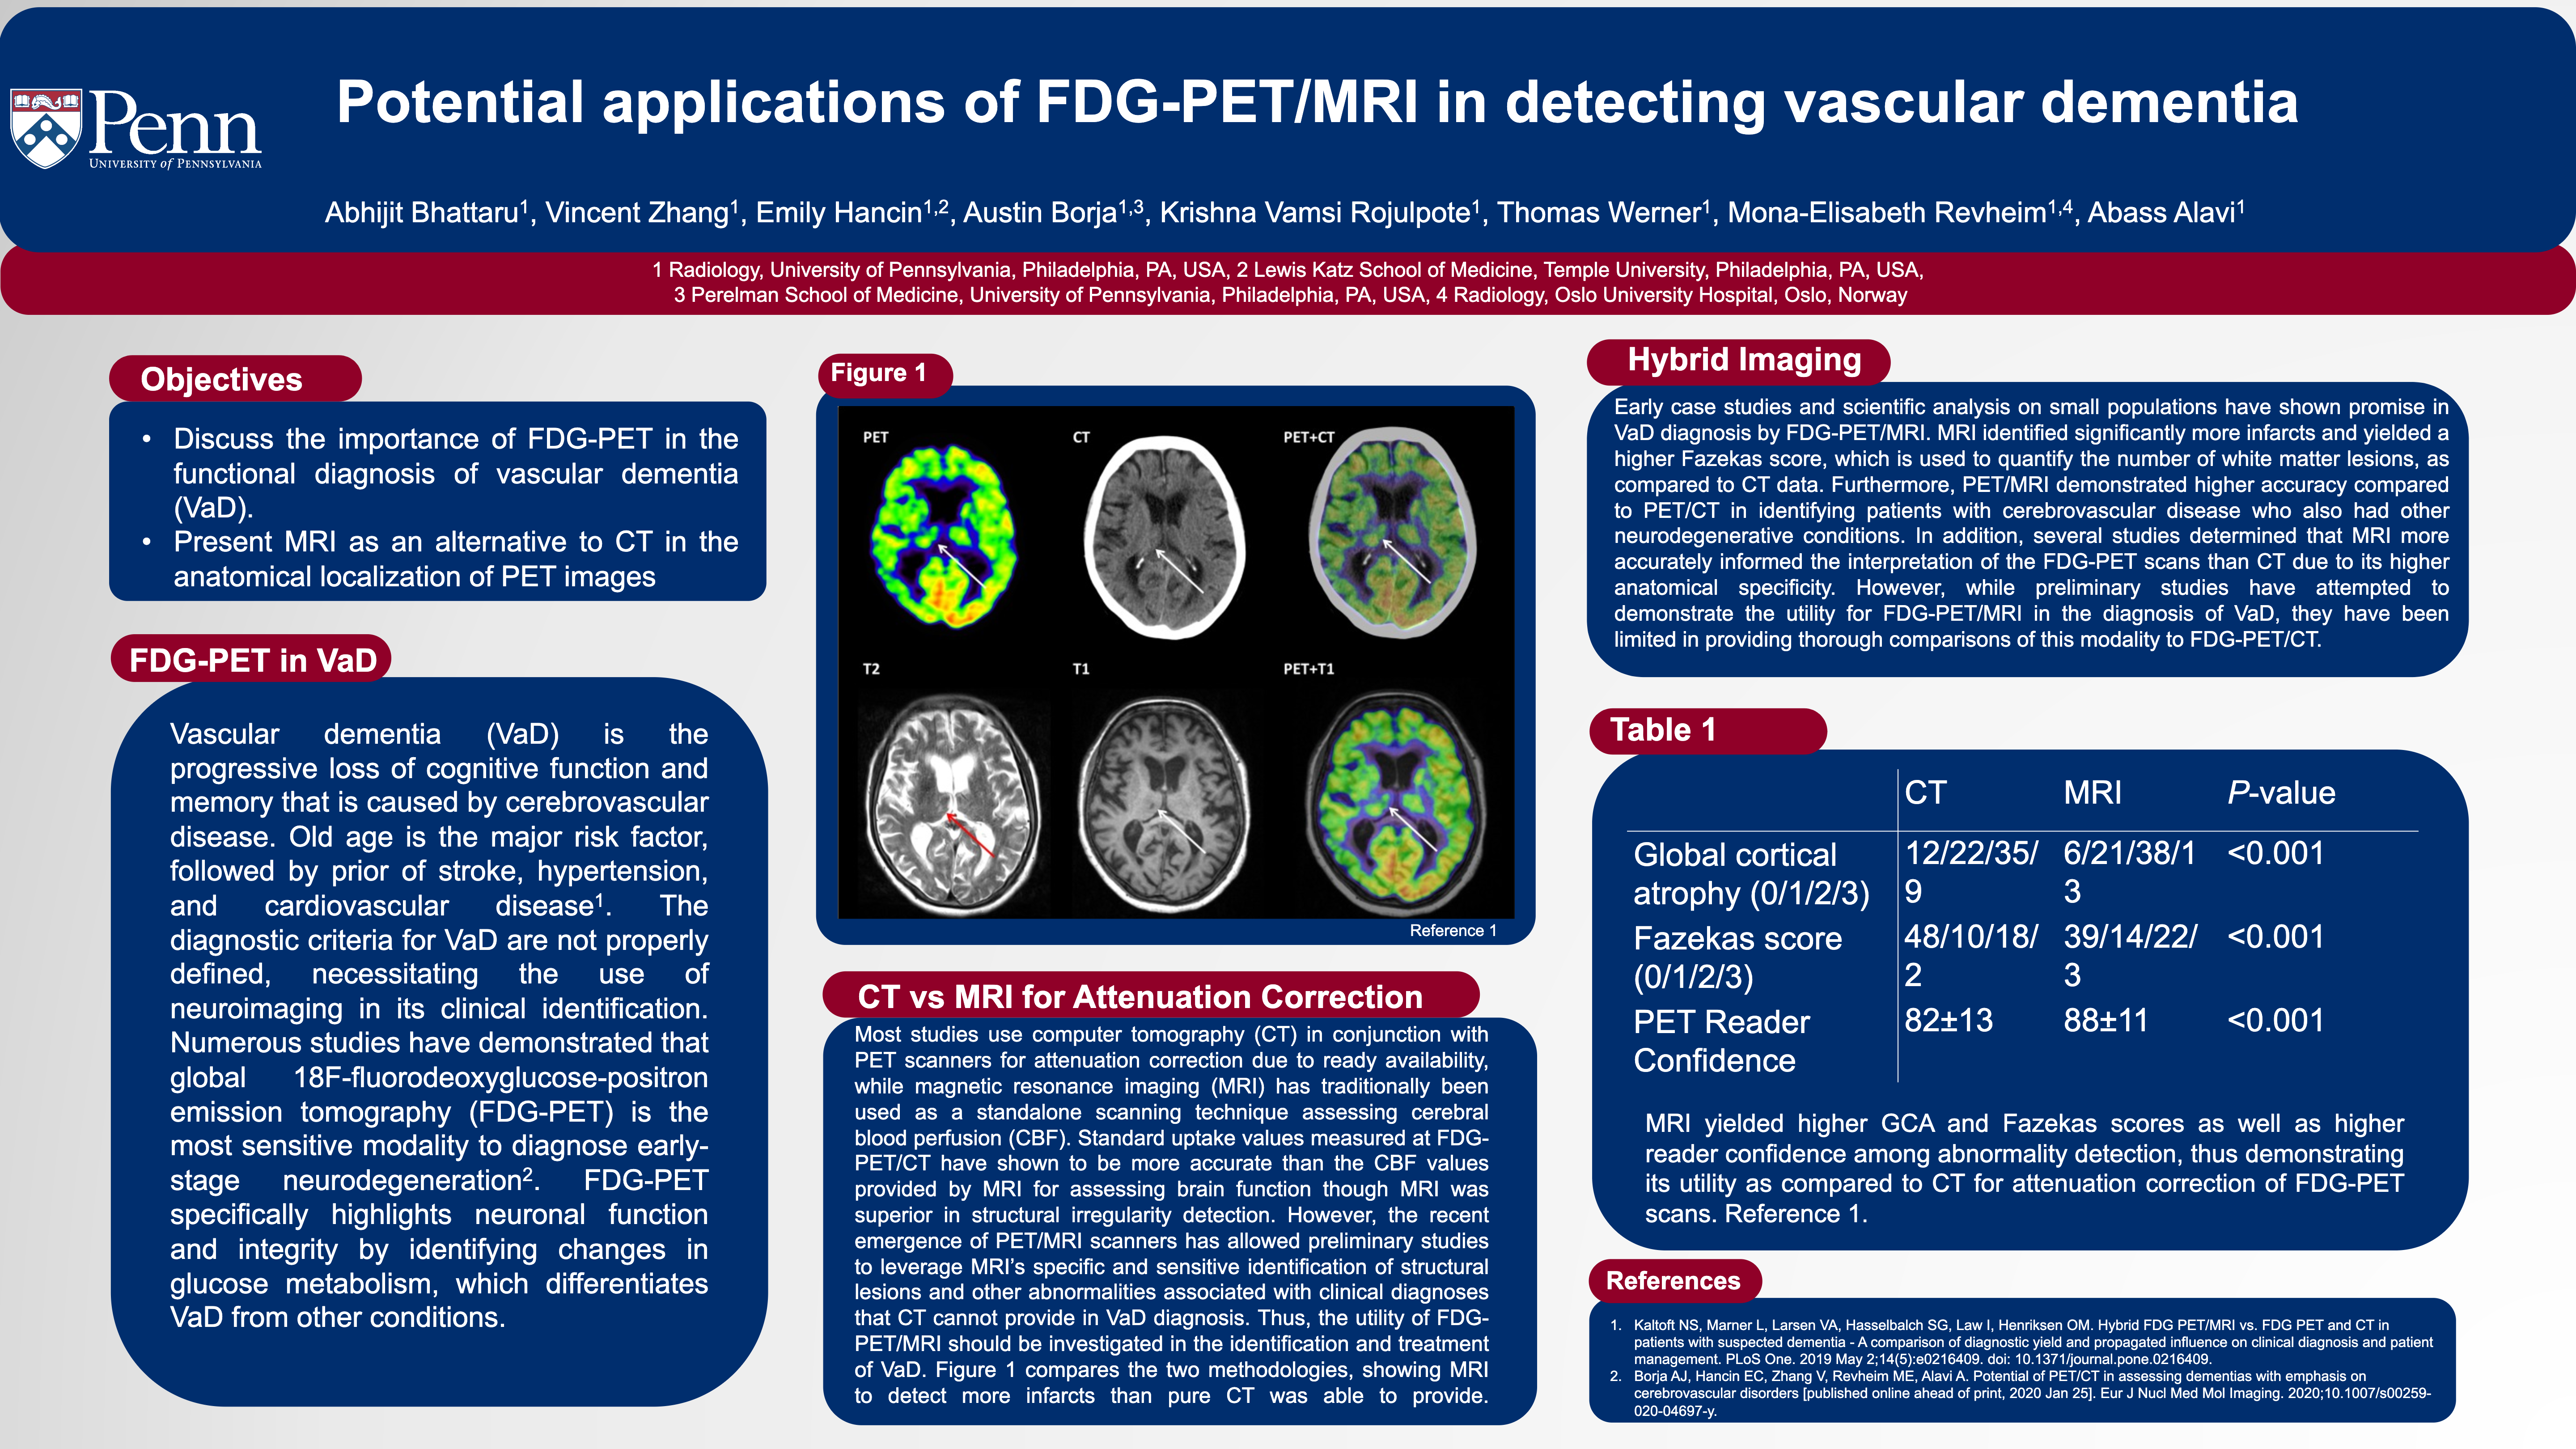 Penn
UNIVERSITY of PENNSYLVANIA
Potential applications of FDG-PET/MRI in detecting vascular dementia
Abhijit Bhattaru1, Vincent Zhang1, Emily Hancin1,2, Austin Borja1,3, Krishna Vamsi Rojulpote1, Thomas Werner1, Mona-Elisabeth Revheim1,4, Abass Alavi1
1 Radiology, University of Pennsylvania, Philadelphia, PA, USA, 2 Lewis Katz School of Medicine, Temple University, Philadelphia, PA, USA,
3 Perelman School of Medicine, University of Pennsylvania, Philadelphia, PA, USA, 4 Radiology, Oslo University Hospital, Oslo, Norway
Objectives
• Discuss the importance of FDG-PET in the
functional diagnosis of vascular dementia
(VaD).
• Present MRI as an alternative to CT in the
anatomical localization of PET images
FDG-PET in VaD
Vascular dementia (VaD) is the
progressive loss of cognitive function and
memory that is caused by cerebrovascular
disease. Old age is the major risk factor,
followed by prior of stroke, hypertension,
and cardiovascular disease1. The
diagnostic criteria for VaD are not properly
defined, necessitating the use of
neuroimaging in its clinical identification.
Numerous studies have demonstrated that
global 18F-fluorodeoxyglucose-positron
emission tomography (FDG-PET) is the
most sensitive modality to diagnose early-
stage neurodegeneration2. FDG-PET
specifically highlights neuronal function
and integrity by identifying changes in
glucose metabolism, which differentiates
VaD from other conditions.
Figure 1
PET CT PET+CT
T2 T1 PET+T1
Reference 1
CT vs MRI for Attenuation Correction
Most studies use computer tomography (CT) in conjunction with
PET scanners for attenuation correction due to ready availability,
while magnetic resonance imaging (MRI) has traditionally been
used as a standalone scanning technique assessing cerebral
blood perfusion (CBF). Standard uptake values measured at FDG-
PET/CT have shown to be more accurate than the CBF values
provided by MRI for assessing brain function though MRI was
superior in structural irregularity detection. However, the recent
emergence of PET/MRI scanners has allowed preliminary studies
to leverage MRI's specific and sensitive identification of structural
lesions and other abnormalities associated with clinical diagnoses
that CT cannot provide in VaD diagnosis. Thus, the utility of FDG-
PET/MRI should be investigated in the identification and treatment
of VaD. Figure 1 compares the two methodologies, showing MRI
to detect more infarcts than pure CT was able to provide.
Hybrid Imaging
Early case studies and scientific analysis on small populations have shown promise in
VaD diagnosis by FDG-PET/MRI. MRI identified significantly more infarcts and yielded a
higher Fazekas score, which is used to quantify the number of white matter lesions, as
compared to CT data. Furthermore, PET/MRI demonstrated higher accuracy compared
to PET/CT in identifying patients with cerebrovascular disease who also had other
neurodegenerative conditions. In addition, several studies determined that MRI more
accurately informed the interpretation of the FDG-PET scans than CT due to its higher
anatomical specificity. However, while preliminary studies have attempted to
demonstrate the utility for FDG-PET/MRI in the diagnosis of VaD, they have been
limited in providing thorough comparisons of this modality to FDG-PET/CT.
Table 1
CT MRI P-value
Global cortical 12/22/35/ 6/21/38/1 <0.001
atrophy (0/1/2/3) 9 3
Fazekas score 48/10/18/ 39/14/22/ <0.001
(0/1/2/3) 2 3
PET Reader 82±13 88±11 <0.001
Confidence
MRI yielded higher GCA and Fazekas scores as well as higher
reader confidence among abnormality detection, thus demonstrating
its utility as compared to CT for attenuation correction of FDG-PET
scans. Reference 1.
References
1. Kaltoft NS, Marner L, Larsen VA, Hasselbalch SG, Law I, Henriksen OM. Hybrid FDG PET/MRI vs. FDG PET and CT in
patients with suspected dementia - A comparison of diagnostic yield and propagated influence on clinical diagnosis and patient
management. PLoS One. 2019 May 2;14(5):e0216409. doi: 10.1371/journal.pone.0216409.
2. Borja AJ, Hancin EC, Zhang V, Revheim ME, Alavi A. Potential of PET/CT in assessing dementias with emphasis on
cerebrovascular disorders [published online ahead of print, 2020 Jan 25]. Eur J Nucl Med Mol Imaging. 2020;10.1007/s00259-
020-04697-y.